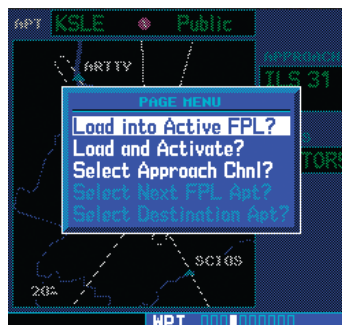 APT KSLE Public
ARTTY
APPROACH
ILS 31
PAGE MENU
Load into Active FPL?
Load and Activate?
Select Approach Chnl?
Select Next FPL Apt?
Select Destination Apt?
TORS
SCIOS
WPT